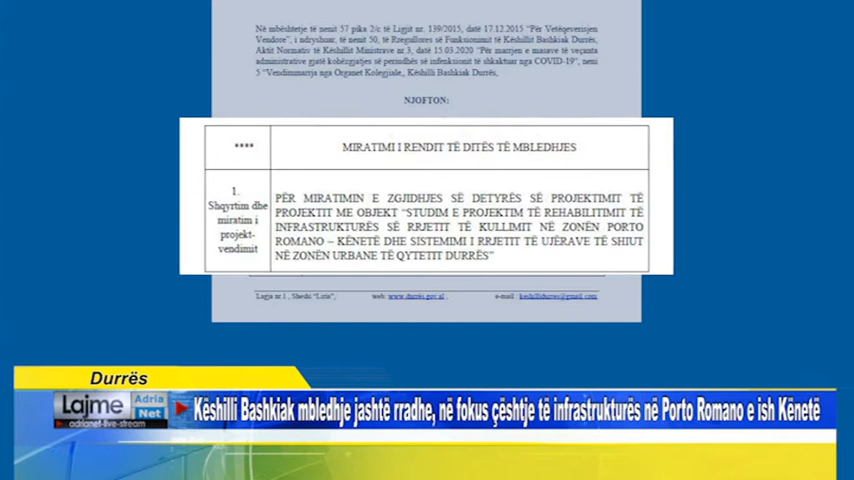 Në mbështetje të nenit 57 pika 2/c të Ligjit nr. 139/2015, datë 17.12.2015 “Për Vetëqeverisjen
Vendore”, i ndryshuar, të nenit 50, të Rregullores së Funksionimit të Këshillit Bashkiak Durrës,
Aktit Normativ të Këshillit Ministrave nr.3, datë 15.03.2020 “Për marrjen e masave të veçanta
administrative gjatë kohëzgjatjes së periudhës së infeksionit të shkaktuar nga COVID-19”, neni
5 “Vendimmarrja nga Organet Kolegjiale,, Këshilli Bashkiak Durrës,
NJOFTON:
**** MIRATIMI I RENDIT TË DITËS TË MBLEDHJES
1.
Shqyrtim dhe
miratim i
projekt-
vendimit
PËR MIRATIMIN E ZGJIDHJES SË DETYRËS SË PROJEKTIMIT TË
PROJEKTIT ME OBJEKT “STUDIM E PROJEKTIM TË REHABILITIMIT TË
INFRASTRUKTURËS SË RRJETIT TË KULLIMIT NË ZONËN PORTO
ROMANO – KËNETË DHE SISTEMIMI I RRJETIT TË UJËRAVE TË SHIUT
NË ZONËN URBANE TË QYTETIT DURRËS”
Lagja nr.1 , Sheshi “Liria”, web: www.durrës.gov.al , e-mail : keshillidurres@gmail.com
Durrës
Lajme Adria
Net
adrianet-live-stream
Këshilli Bashkiak mbledhje jashtë rradhe, në fokus çështje të infrastrukturës në Porto Romano e ish Kënetë